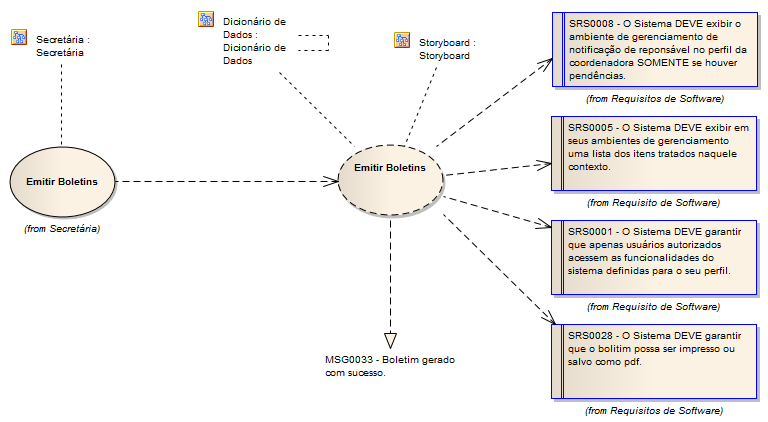 Secretária :
Secretária
Dicionário de
Dados :
Dicionário de
Dados
Storyboard :
Storyboard
SRS0008 - O Sistema DEVE exibir o
ambiente de gerenciamento de
notificação de reponsável no perfil da
coordenadora SOMENTE se houver
pendências.
(from Requisitos de Software)
SRS0005 - O Sistema DEVE exibir em
seus ambientes de gerenciamento
uma lista dos itens tratados naquele
contexto.
(from Requisito de Software)
Emitir Boletins
(from Secretária)
Emitir Boletins
SRS0001 - O Sistema DEVE garantir
que apenas usuários autorizados
acessem as funcionalidades do
sistema definidas para o seu perfil.
(from Requisito de Software)
SRS0028 - O Sistema DEVE garantir
que o bolitim possa ser impresso ou
salvo como pdf.
(from Requisitos de Software)
MSG0033 - Boletim gerado
com sucesso.